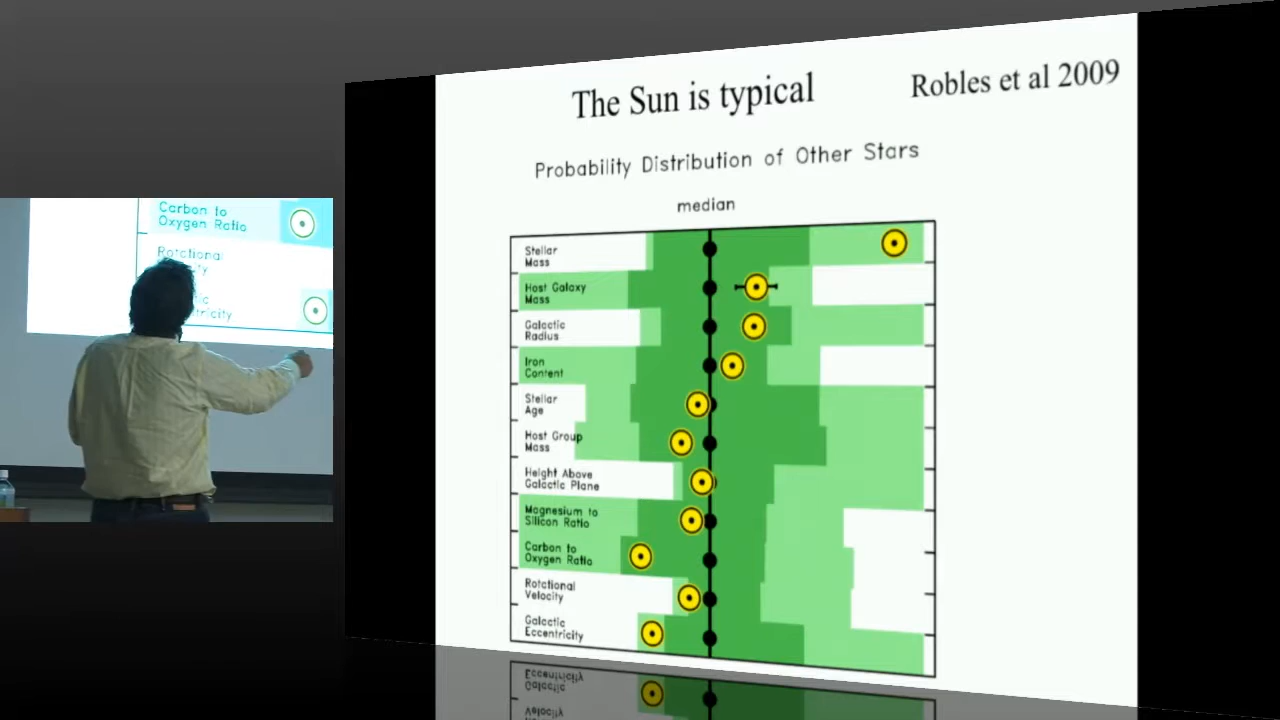 The Sun is typical
Robles et al 2009
Probability Distribution of Other Stars
median
Stellar
Mass
Host Galaxy
Mass
Galactic
Radius
Iron
Content
Stellar
Age
Host Group
Mass
Height Above
Galactic Plane
Magnesium to
Silicon Ratio
Carbon to
Oxygen Ratio
Rotational
Velocity
Galactic
Eccentricity
Carbon to
Oxygen Ratio
Rotational